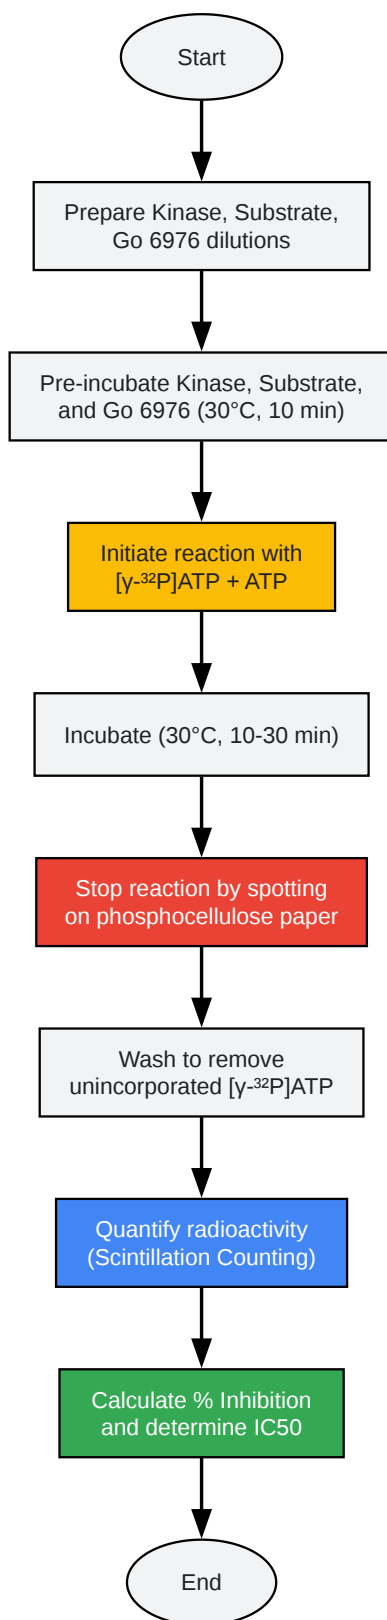 Start
Prepare Kinase, Substrate,
Go 6976 dilutions
Pre-incubate Kinase, Substrate,
and Go 6976 (30°C, 10 min)
Initiate reaction with
[γ-³²P]ATP + ATP
Incubate (30°C, 10-30 min)
Stop reaction by spotting
on phosphocellulose paper
Wash to remove
unincorporated [γ-³²P]ATP
Quantify radioactivity
(Scintillation Counting)
Calculate % Inhibition
and determine IC50
End